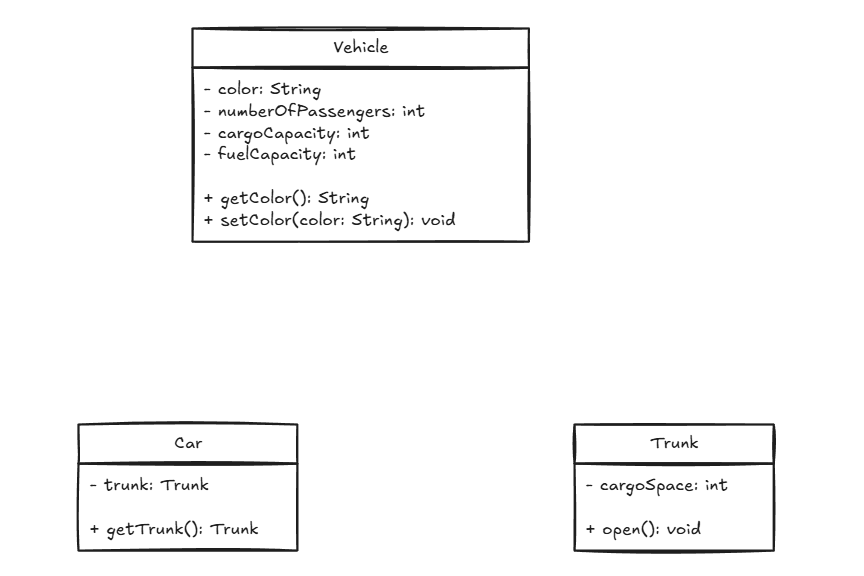 Vehicle
- color: String
- numberOfPassengers: int
- cargoCapacity: int
- fuelCapacity: int
+ getColor(): String
+ setColor(color: String): void
Car
- trunk: Trunk
+ getTrunk(): Trunk
Trunk
- cargoSpace: int
+ open(): void